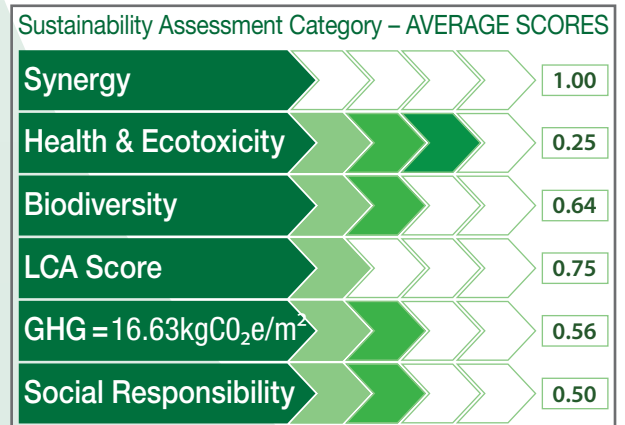 Sustainability Assessment Category – AVERAGE SCORES
Synergy 1.00
Health & Ecotoxicity 0.25
Biodiversity 0.64
LCA Score 0.75
GHG = 16.63kgC0₂e/m² 0.56
Social Responsibility 0.50